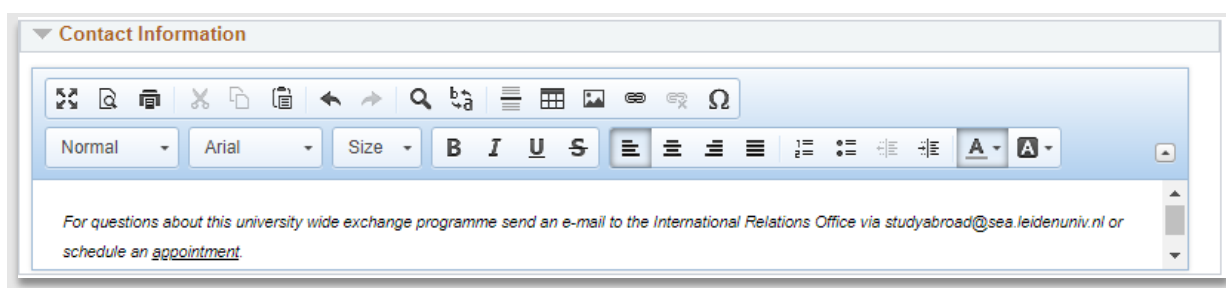 Contact Information
Normal Arial Size B I U S A A
For questions about this university wide exchange programme send an e-mail to the International Relations Office via studyabroad@sea.leidenuniv.nl or
schedule an appointment.